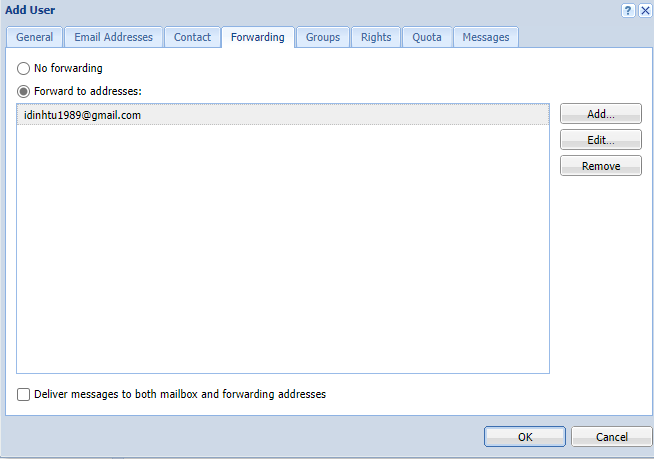 Add User
General Email Addresses Contact Forwarding Groups Rights Quota Messages
No forwarding
Forward to addresses:
idinhtu1989@gmail.com
Add...
Edit...
Remove
Deliver messages to both mailbox and forwarding addresses
OK Cancel